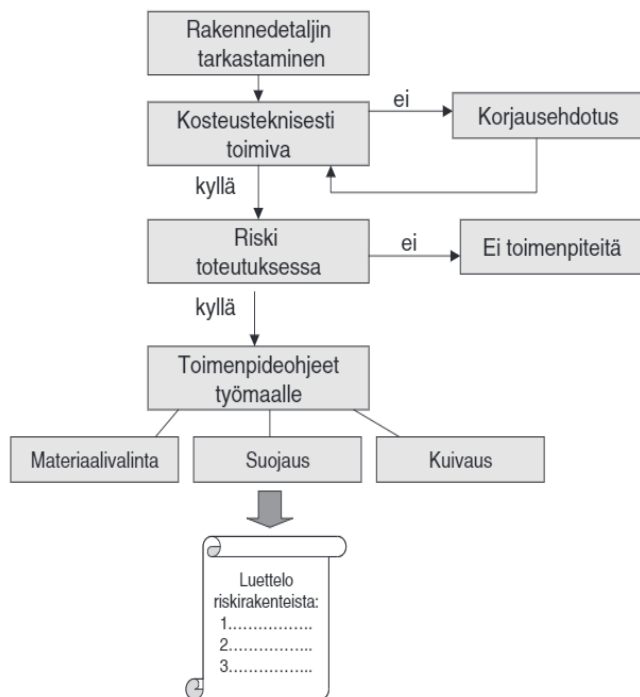 Rakennedetaljin
tarkastaminen
Kosteusteknisesti
toimiva
ei
Korjausehdotus
kyllä
Riski
toteutuksessa
ei
Ei toimenpiteitä
kyllä
Toimenpideohjeet
työmaalle
Materiaalivalinta
Suojaus
Kuivaus
Luettelo
riskirakenteista:
1................
2................
3................